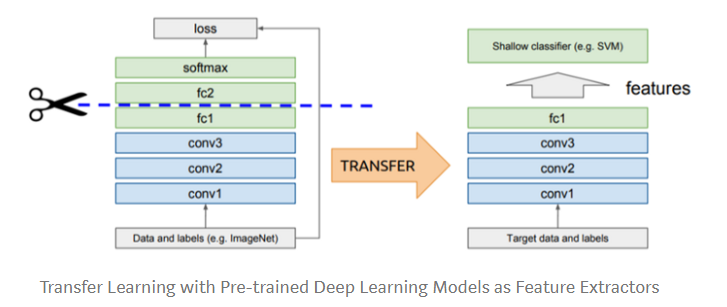 loss
softmax
fc2
fc1
conv3
conv2
conv1
Data and labels (e.g. ImageNet)
TRANSFER
Shallow classifier (e.g. SVM)
features
fc1
conv3
conv2
conv1
Target data and labels
Transfer Learning with Pre-trained Deep Learning Models as Feature Extractors